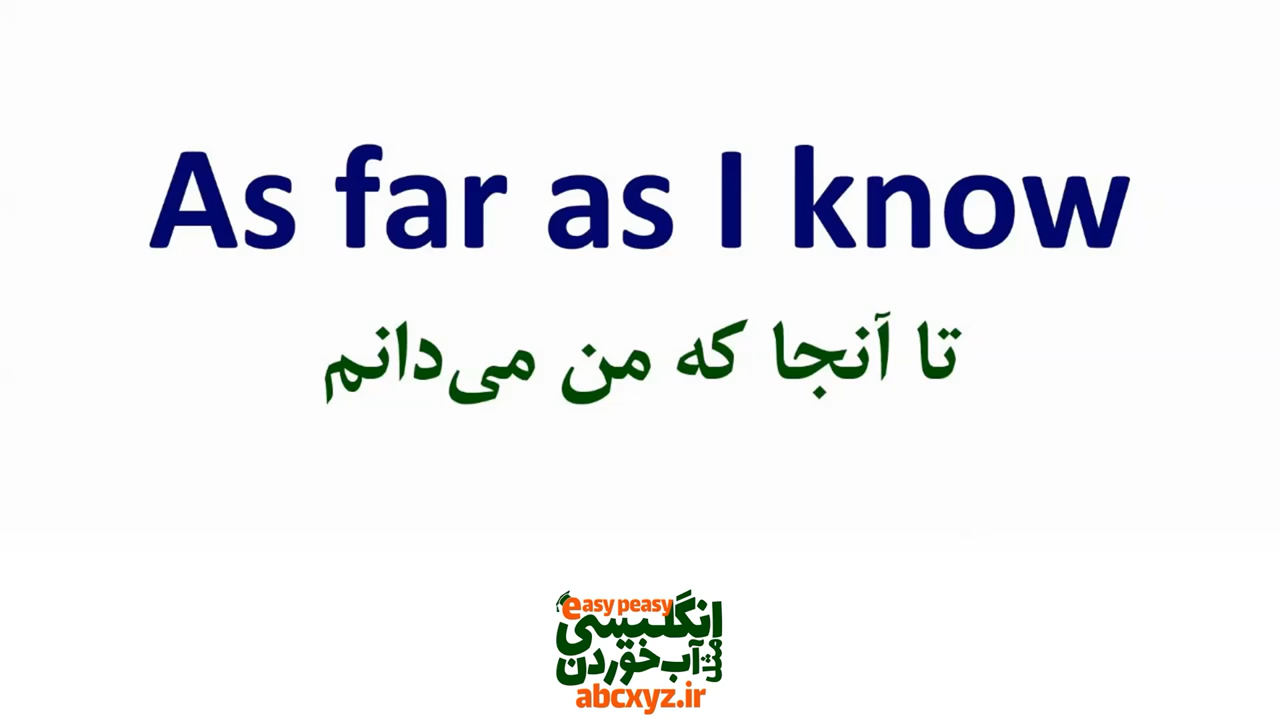 As far as I know
تا آنجا که من می‌دانم
easy peasy
انگلیسی
مثل آب خوردن
abcxyz.ir